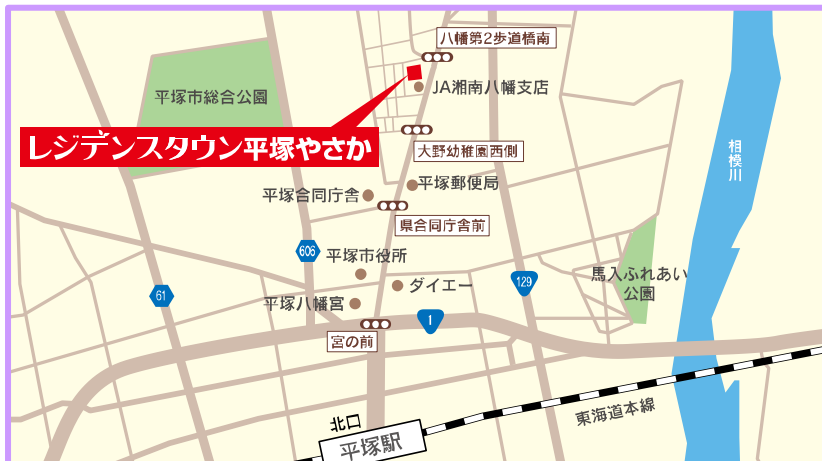 八幡第2歩道橋南
JA湘南八幡支店
平塚市総合公園
レジデンスタウン平塚やさか
大野幼稚園西側
相模川
平塚郵便局
平塚合同庁舎
県合同庁舎前
606
平塚市役所
馬入ふれあい
公園
129
ダイエー
61
平塚八幡宮
1
宮の前
東海道本線
北口
平塚駅